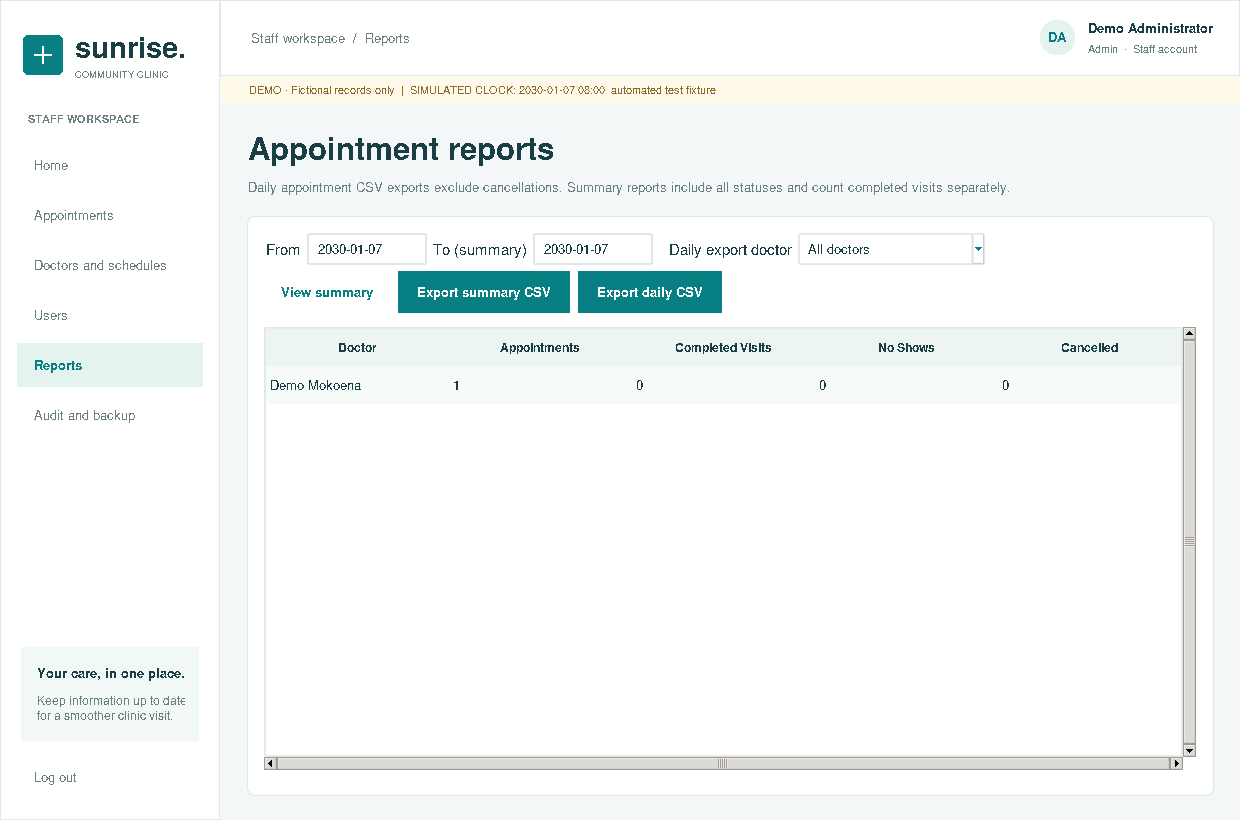 sunrise.
COMMUNITY CLINIC
STAFF WORKSPACE
Home
Appointments
Doctors and schedules
Users
Reports
Audit and backup
Your care, in one place.
Keep information up to date
for a smoother clinic visit.
Log out
Staff workspace / Reports
DA
Demo Administrator
Admin · Staff account
DEMO · Fictional records only | SIMULATED CLOCK: 2030-01-07 08:00 automated test fixture
Appointment reports
Daily appointment CSV exports exclude cancellations. Summary reports include all statuses and count completed visits separately.
From 2030-01-07 To (summary) 2030-01-07 Daily export doctor All doctors
View summary Export summary CSV Export daily CSV
Doctor Appointments Completed Visits No Shows Cancelled
Demo Mokoena 1 0 0 0